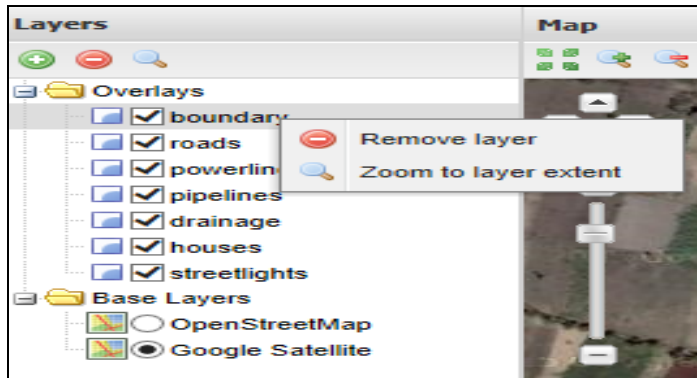 Layers
Map
Overlays
boundary
Remove layer
roads
Zoom to layer extent
powerlin
pipelines
drainage
houses
streetlights
Base Layers
OpenStreetMap
Google Satellite